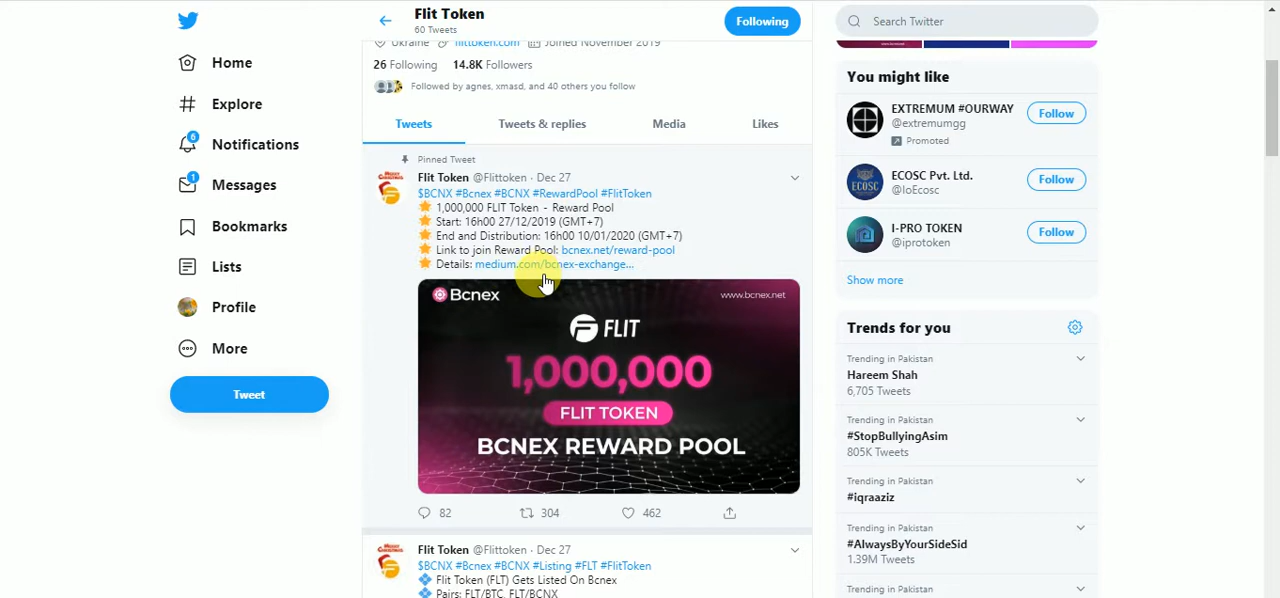 Home
Explore
6
Notifications
1
Messages
Bookmarks
Lists
Profile
More
Tweet
Flit Token
60 Tweets
Following
Ukraine flittoken.com Joined November 2019
26 Following 14.8K Followers
Followed by agnes, xmasd, and 40 others you follow
Tweets Tweets & replies Media Likes
Pinned Tweet
Flit Token @Flittoken · Dec 27
$BCNX #Bcnex #BCNX #RewardPool #FlitToken
1,000,000 FLIT Token - Reward Pool
Start: 16h00 27/12/2019 (GMT+7)
End and Distribution: 16h00 10/01/2020 (GMT+7)
Link to join Reward Pool: bcnex.net/reward-pool
Details: medium.com/bcnex-exchange...
Bcnex www.bcnex.net
FLIT
1,000,000
FLIT TOKEN
BCNEX REWARD POOL
82 304 462
Flit Token @Flittoken · Dec 27
$BCNX #Bcnex #BCNX #Listing #FLT #FlitToken
Flit Token (FLT) Gets Listed On Bcnex
Pairs: FLT/BTC, FLT/BCNEX
Search Twitter
You might like
EXTREMUM #OURWAY
@extremumgg
Follow
Promoted
ECOSC
ECOSC Pvt. Ltd.
@IoEcosc
Follow
I-PRO TOKEN
@iprotoken
Follow
Show more
Trends for you
Trending in Pakistan
Hareem Shah
6,705 Tweets
Trending in Pakistan
#StopBullyingAsim
805K Tweets
Trending in Pakistan
#iqraaziz
Trending in Pakistan
#AlwaysByYourSideSid
1.39M Tweets
Trending in Pakistan